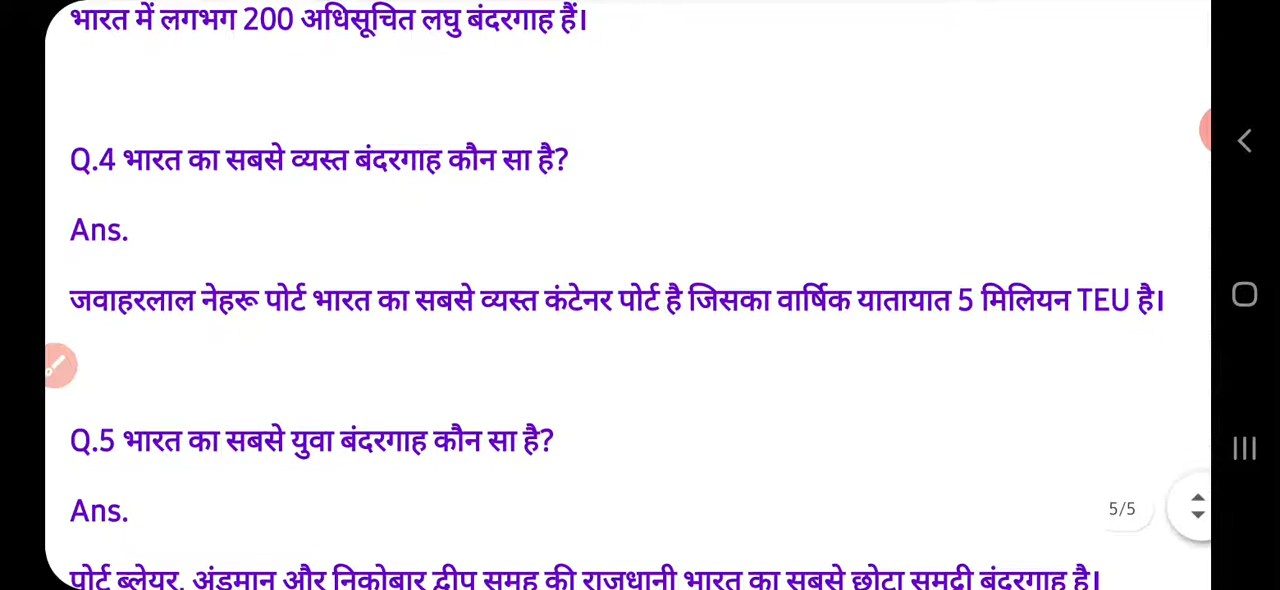 भारत में लगभग 200 अधिसूचित लघु बंदरगाह हैं।
Q.4 भारत का सबसे व्यस्त बंदरगाह कौन सा है?
Ans.
जवाहरलाल नेहरू पोर्ट भारत का सबसे व्यस्त कंटेनर पोर्ट है जिसका वार्षिक यातायात 5 मिलियन TEU है।
Q.5 भारत का सबसे युवा बंदरगाह कौन सा है?
Ans.
5/5
पोर्ट ब्लेयर, अंडमान और निकोबार द्वीप समूह की राजधानी भारत का सबसे छोटा समुद्री बंदरगाह है।